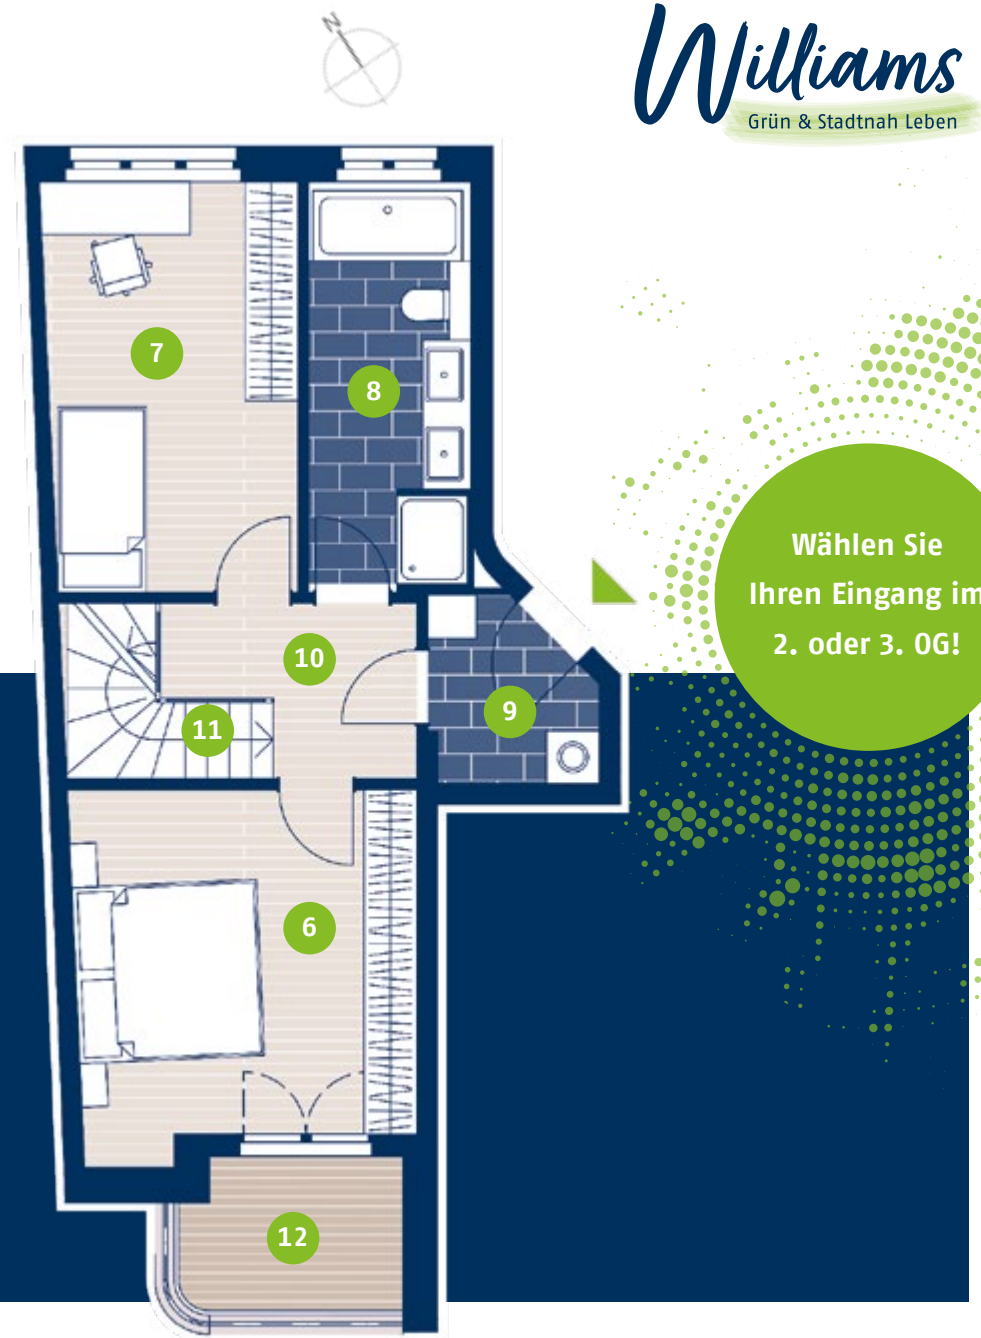 N
Williams
Grün & Stadtnah Leben
7
8
Wählen Sie
Ihren Eingang im
2. oder 3. OG!
10
9
11
6
12